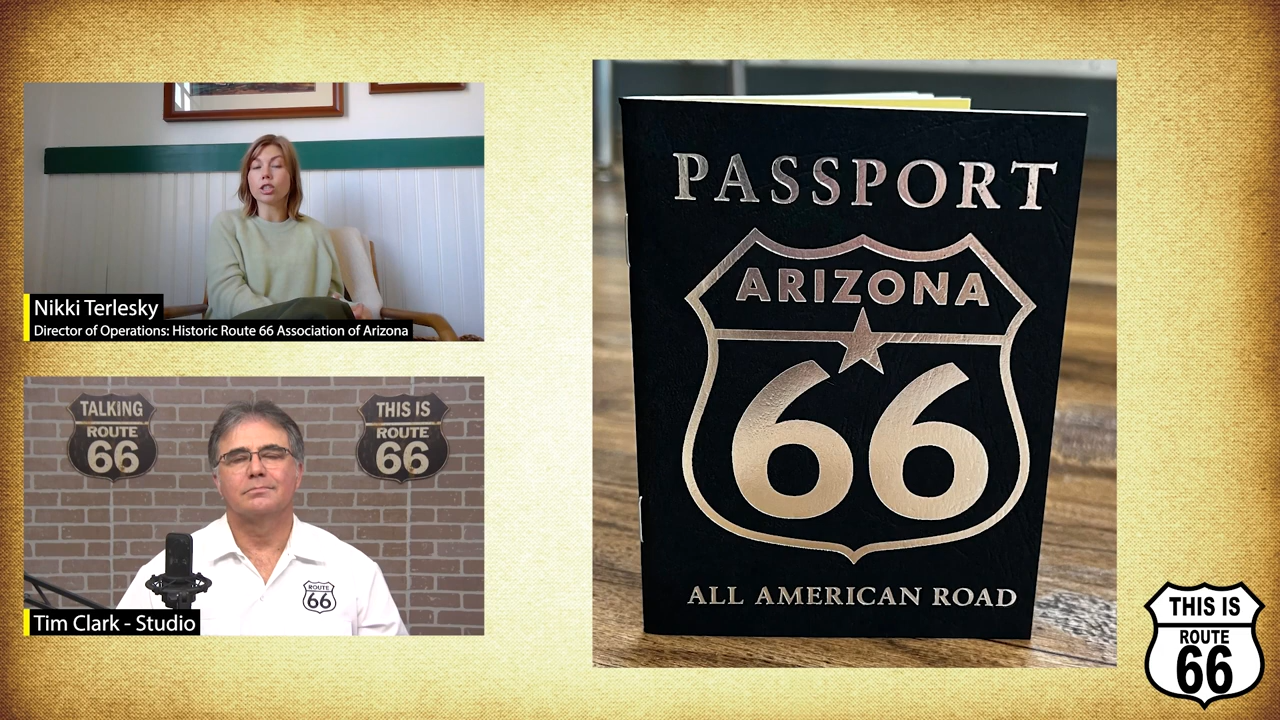 Nikki Terlesky
Director of Operations: Historic Route 66 Association of Arizona
TALKING
ROUTE
66
THIS IS
ROUTE
66
ROUTE
66
Tim Clark - Studio
PASSPORT
ARIZONA
66
ALL AMERICAN ROAD
THIS IS
ROUTE
66